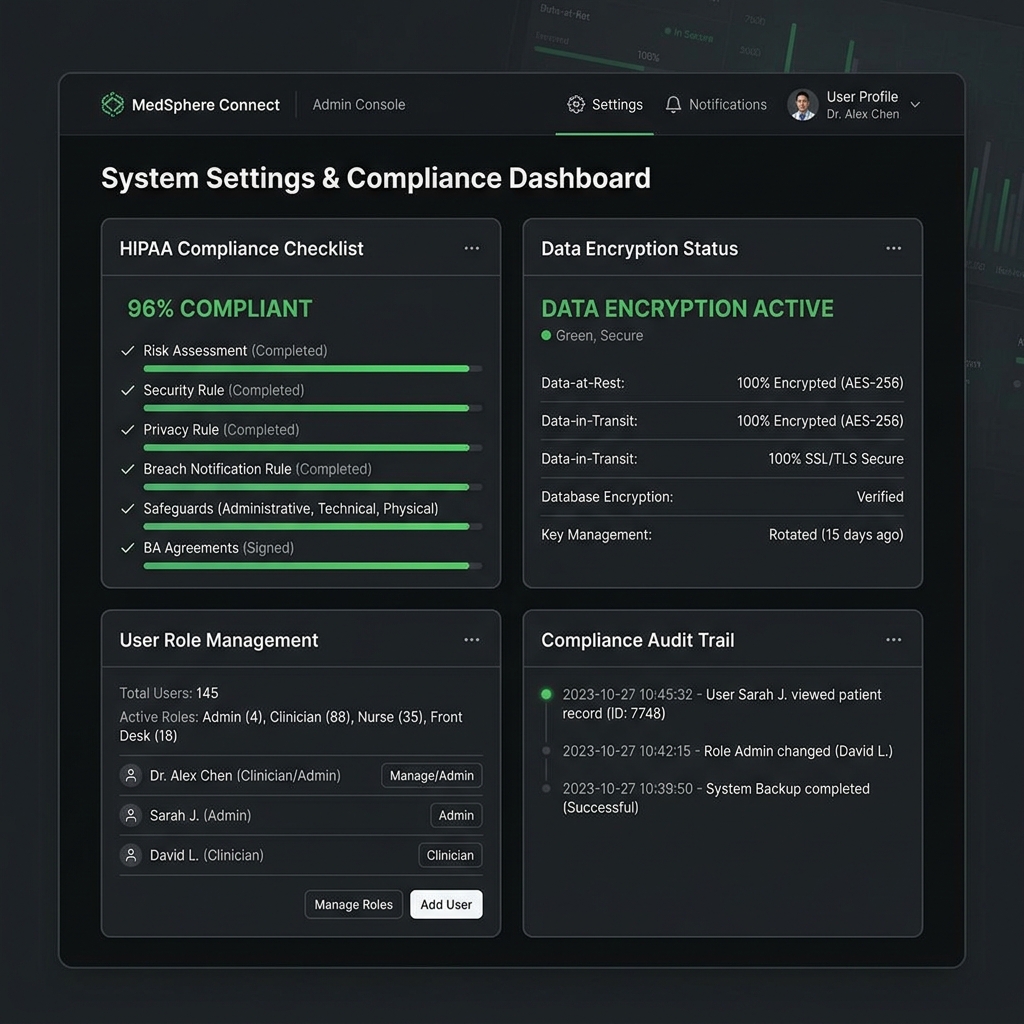 Data-at-Rest
In Secure
100%
MedSphere Connect
Admin Console
Settings
Notifications
User Profile
Dr. Alex Chen
System Settings & Compliance Dashboard
HIPAA Compliance Checklist
96% COMPLIANT
Risk Assessment (Completed)
Security Rule (Completed)
Privacy Rule (Completed)
Breach Notification Rule (Completed)
Safeguards (Administrative, Technical, Physical)
BA Agreements (Signed)
Data Encryption Status
DATA ENCRYPTION ACTIVE
Green, Secure
Data-at-Rest: 100% Encrypted (AES-256)
Data-in-Transit: 100% Encrypted (AES-256)
Data-in-Transit: 100% SSL/TLS Secure
Database Encryption: Verified
Key Management: Rotated (15 days ago)
User Role Management
Total Users: 145
Active Roles: Admin (4), Clinician (88), Nurse (35), Front
Desk (18)
Dr. Alex Chen (Clinician/Admin) Manage/Admin
Sarah J. (Admin) Admin
David L. (Clinician) Clinician
Manage Roles
Add User
Compliance Audit Trail
2023-10-27 10:45:32 - User Sarah J. viewed patient
record (ID: 7748)
2023-10-27 10:42:15 - Role Admin changed (David L.)
2023-10-27 10:39:50 - System Backup completed
(Successful)